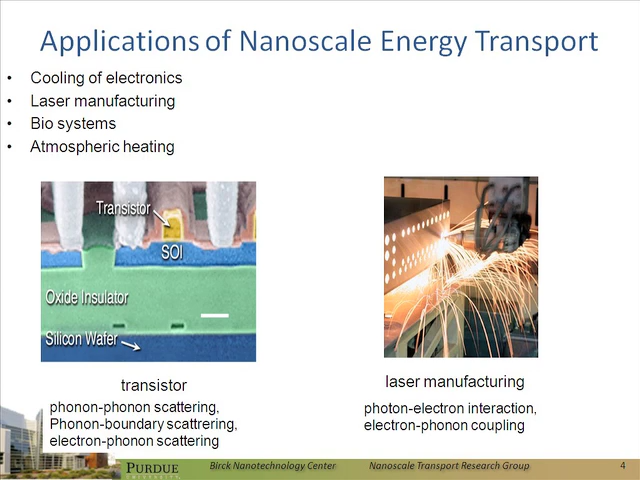 Applications of Nanoscale Energy Transport
• Cooling of electronics
• Laser manufacturing
• Bio systems
• Atmospheric heating
Transistor
SOI
Oxide Insulator
Silicon Wafer
transistor
phonon-phonon scattering,
Phonon-boundary scattrering,
electron-phonon scattering
laser manufacturing
photon-electron interaction,
electron-phonon coupling
PURDUE
UNIVERSITY
Birck Nanotechnology Center
Nanoscale Transport Research Group
4